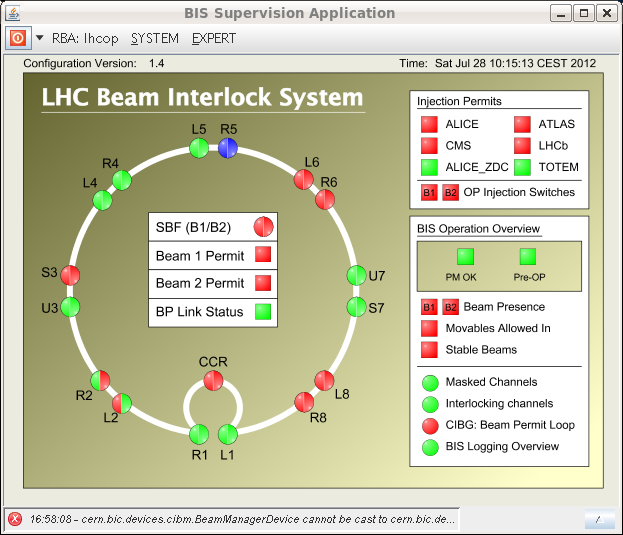 BIS Supervision Application
RBA: lhcop SYSTEM EXPERT
Configuration Version: 1.4 Time: Sat Jul 28 10:15:13 CEST 2012
LHC Beam Interlock System
Injection Permits
ALICE ATLAS
CMS LHCb
ALICE_ZDC TOTEM
B1 B2 OP Injection Switches
L5 R5
R4 L6
L4 R6
S3 U7
U3 S7
R2 L8
L2 R8
CCR
R1 L1
SBF (B1/B2)
Beam 1 Permit
Beam 2 Permit
BP Link Status
BIS Operation Overview
PM OK Pre-OP
B1 B2 Beam Presence
Movables Allowed In
Stable Beams
Masked Channels
Interlocking channels
CIBG: Beam Permit Loop
BIS Logging Overview
16:58:08 - cern.bic.devices.cibm.BeamManagerDevice cannot be cast to cern.bic.de...